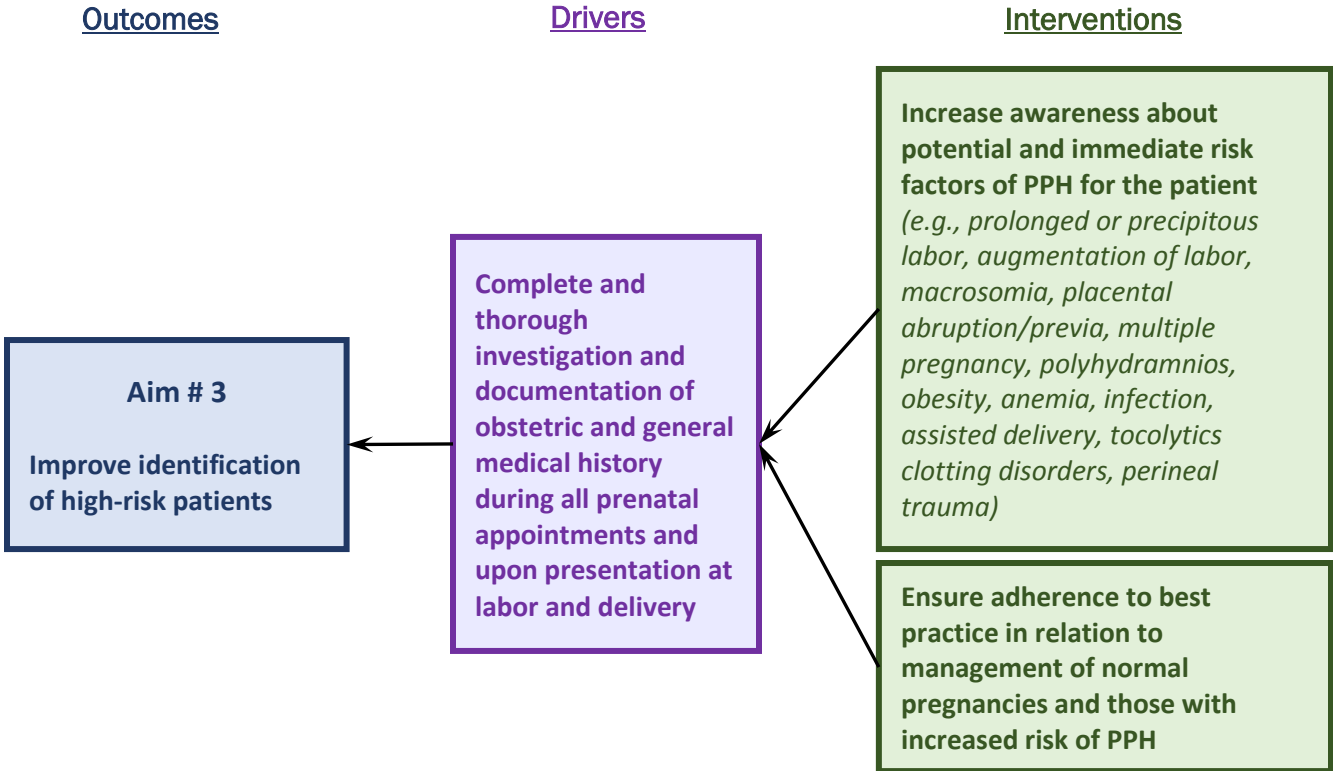 Outcomes
Drivers
Interventions
Aim # 3
Improve identification
of high-risk patients
Complete and
thorough
investigation and
documentation of
obstetric and general
medical history
during all prenatal
appointments and
upon presentation at
labor and delivery
Increase awareness about
potential and immediate risk
factors of PPH for the patient
(e.g., prolonged or precipitous
labor, augmentation of labor,
macrosomia, placental
abruption/previa, multiple
pregnancy, polyhydramnios,
obesity, anemia, infection,
assisted delivery, tocolytics
clotting disorders, perineal
trauma)
Ensure adherence to best
practice in relation to
management of normal
pregnancies and those with
increased risk of PPH